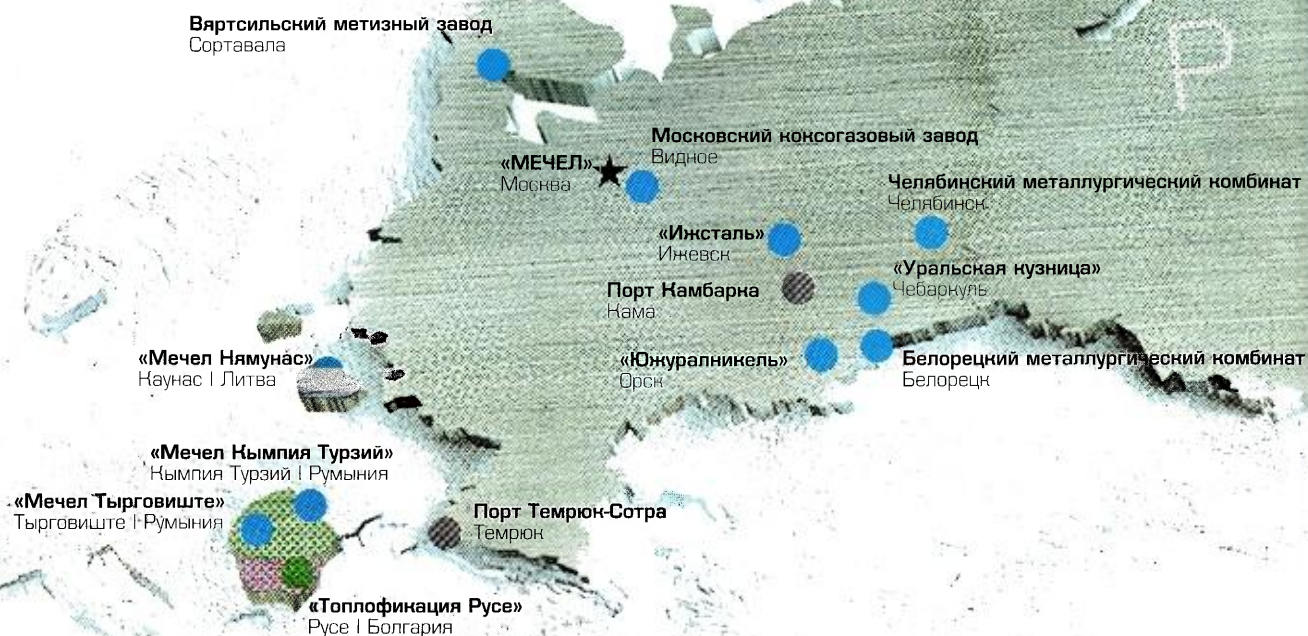 Вяртсильский метизный завод
Сортавала
Московский коксогазовый завод
Видное
«МЕЧЕЛ»
Москва
Челябинский металлургический комбинат
Челябинск
«Ижсталь»
Ижевск
«Уральская кузница»
Чебаркуль
Порт Камбарка
Кама
«Мечел Нямунас»
Каунас | Литва
«Южуралникель»
Орск
Белорецкий металлургический комбинат
Белорецк
«Мечел Кымпия Турзий»
Кымпия Турзий | Румыния
«Мечел Тырговиште»
Тырговиште | Румыния
Порт Темрюк-Сотра
Темрюк
«Топлофикация Русе»
Русе | Болгария
Р